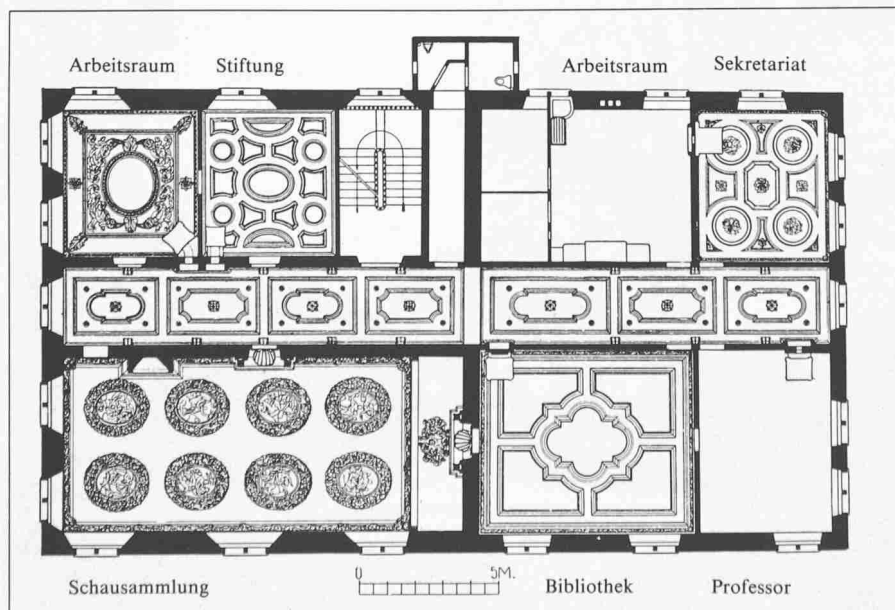 Arbeitsraum Stiftung Arbeitsraum Sekretariat
0 5M.
Schausammlung Bibliothek Professor